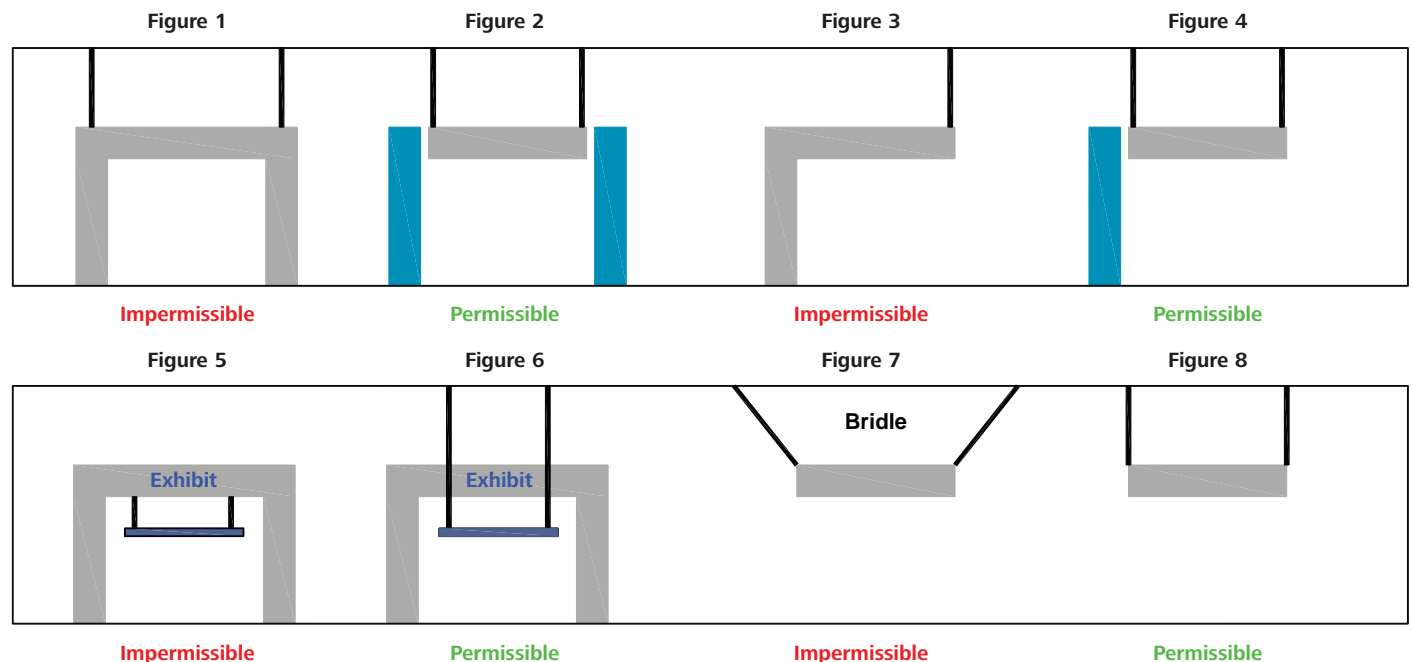 Figure 1 Figure 2 Figure 3 Figure 4
Impermissible Permissible Impermissible Permissible
Figure 5 Figure 6 Figure 7 Figure 8
Bridle
Exhibit Exhibit
Impermissible Permissible Impermissible Permissible